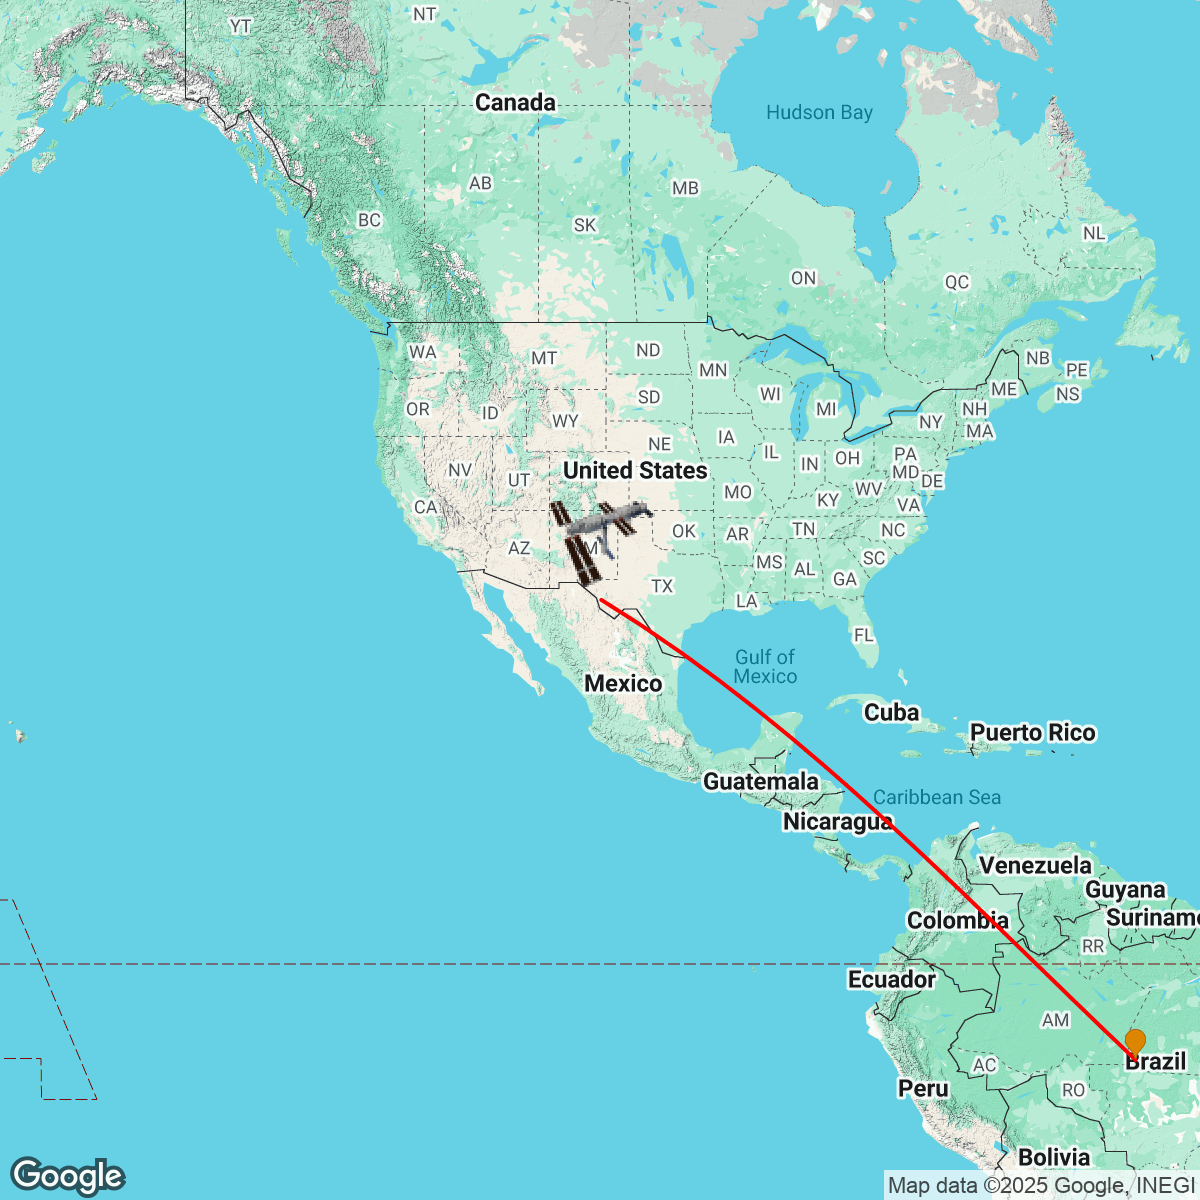 NT
YT
Canada
Hudson Bay
AB
MB
BC
SK
NL
ON
QC
WA
MT
ND
MN
NB
PE
OR
ID
WY
SD
WI
MI
ME
NS
NH
NY
MA
NV
UT
NE
IA
IL
IN
OH
PA
MD
DE
United States
CA
MO
KY
WV
VA
AZ
M
OK
AR
TN
NC
TX
MS
AL
SC
GA
LA
FL
Gulf of
Mexico
Mexico
Cuba
Puerto Rico
Guatemala
Caribbean Sea
Nicaragua
Venezuela
Guyana
Colombia
Suriname
RR
Ecuador
AM
AC
Brazil
Peru
RO
Bolivia
Google
Map data ©2025 Google, INEGI